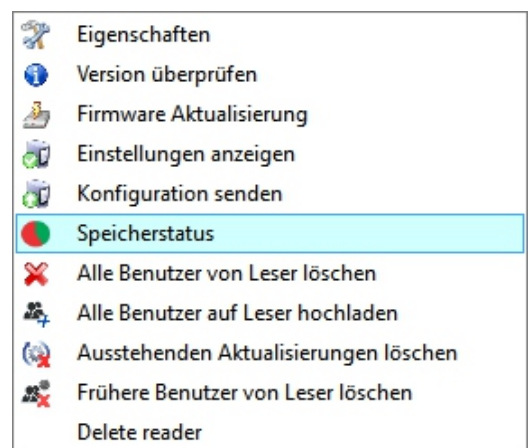 Eigenschaften
Version überprüfen
Firmware Aktualisierung
Einstellungen anzeigen
Konfiguration senden
Speicherstatus
Alle Benutzer von Leser löschen
Alle Benutzer auf Leser hochladen
Ausstehenden Aktualisierungen löschen
Frühere Benutzer von Leser löschen
Delete reader